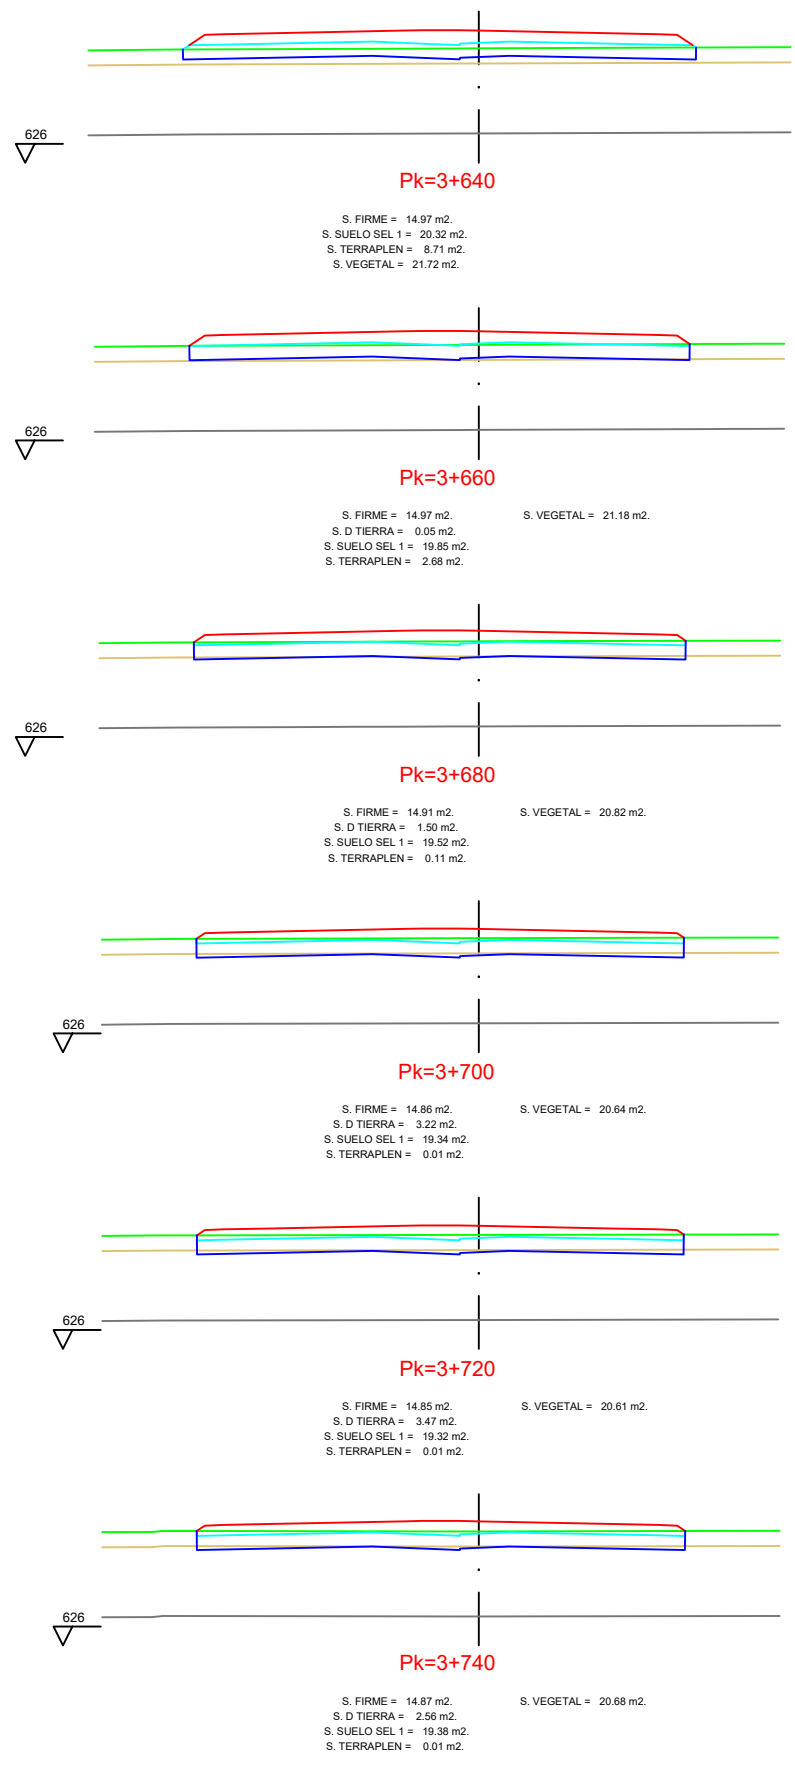 626
Pk=3+640
S. FIRME = 14.97 m2.
S. SUELO SEL 1 = 20.32 m2.
S. TERRAPLEN = 8.71 m2.
S. VEGETAL = 21.72 m2.
626
Pk=3+660
S. FIRME = 14.97 m2. S. VEGETAL = 21.18 m2.
S. D TIERRA = 0.05 m2.
S. SUELO SEL 1 = 19.85 m2.
S. TERRAPLEN = 2.68 m2.
626
Pk=3+680
S. FIRME = 14.91 m2. S. VEGETAL = 20.82 m2.
S. D TIERRA = 1.50 m2.
S. SUELO SEL 1 = 19.52 m2.
S. TERRAPLEN = 0.11 m2.
626
Pk=3+700
S. FIRME = 14.86 m2. S. VEGETAL = 20.64 m2.
S. D TIERRA = 3.22 m2.
S. SUELO SEL 1 = 19.34 m2.
S. TERRAPLEN = 0.01 m2.
626
Pk=3+720
S. FIRME = 14.85 m2. S. VEGETAL = 20.61 m2.
S. D TIERRA = 3.47 m2.
S. SUELO SEL 1 = 19.32 m2.
S. TERRAPLEN = 0.01 m2.
626
Pk=3+740
S. FIRME = 14.87 m2. S. VEGETAL = 20.68 m2.
S. D TIERRA = 2.56 m2.
S. SUELO SEL 1 = 19.38 m2.
S. TERRAPLEN = 0.01 m2.